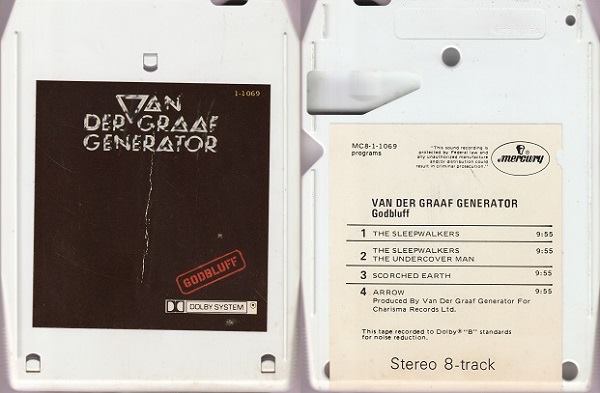 1-1069
VAN
DER GRAAF
GENERATOR
GODBLUFF
DOLBY SYSTEM ®
MC8-1-1069
programs
"This sound recording is
protected by Federal law and
any unauthorized manufacture
and/or distribution could
result in criminal prosecution."
mercury
VAN DER GRAAF GENERATOR
Godbluff
1 THE SLEEPWALKERS 9:55
2 THE SLEEPWALKERS 9:55
THE UNDERCOVER MAN
3 SCORCHED EARTH 9:55
4 ARROW 9:55
Produced By Van Der Graaf Generator For
Charisma Records Ltd.
This tape recorded to Dolby® "B" standards
for noise reduction.
Stereo 8-track